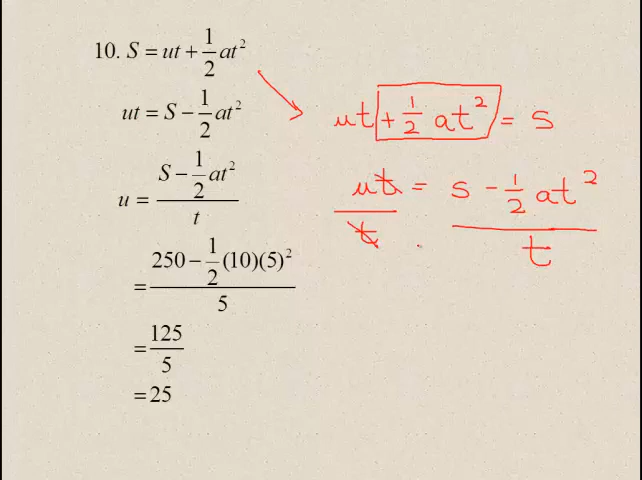 10. S = ut + 1/2 at²
ut = S − 1/2 at²
u = (S − 1/2 at²) / t
= (250 − 1/2 (10)(5)²) / 5
= 125/5
= 25
ut + 1/2 at² = s
ut / t = (s − 1/2 at²) / t